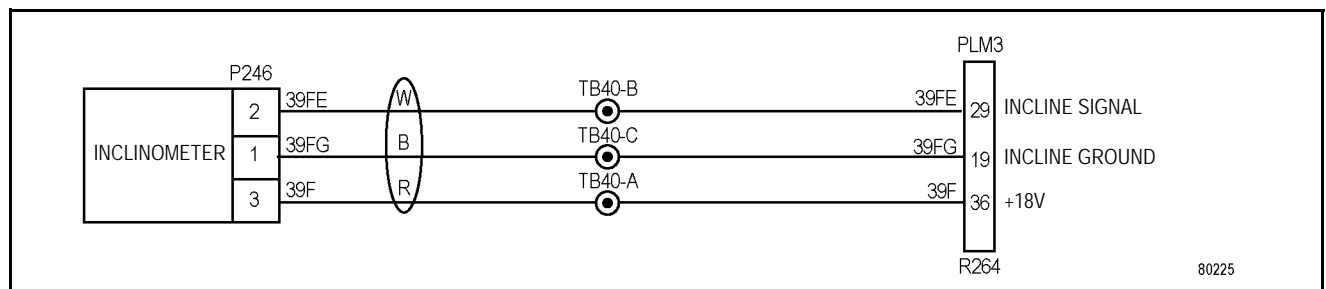 PLM3
P246
INCLINOMETER
2 39FE W TB40-B 39FE 29 INCLINE SIGNAL
1 39FG B TB40-C 39FG 19 INCLINE GROUND
3 39F R TB40-A 39F 36 +18V
R264
80225